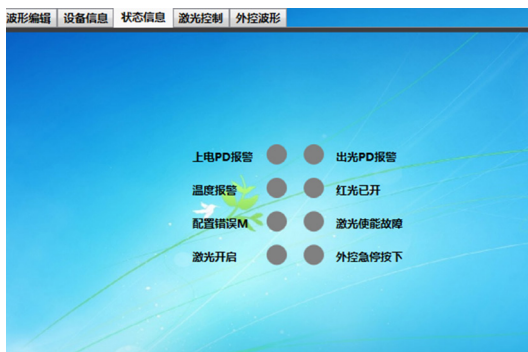 波形编辑 设备信息 状态信息 激光控制 外控波形
上电PD报警 出光PD报警
温度报警 红光已开
配置错误M 激光使能故障
激光开启 外控急停按下